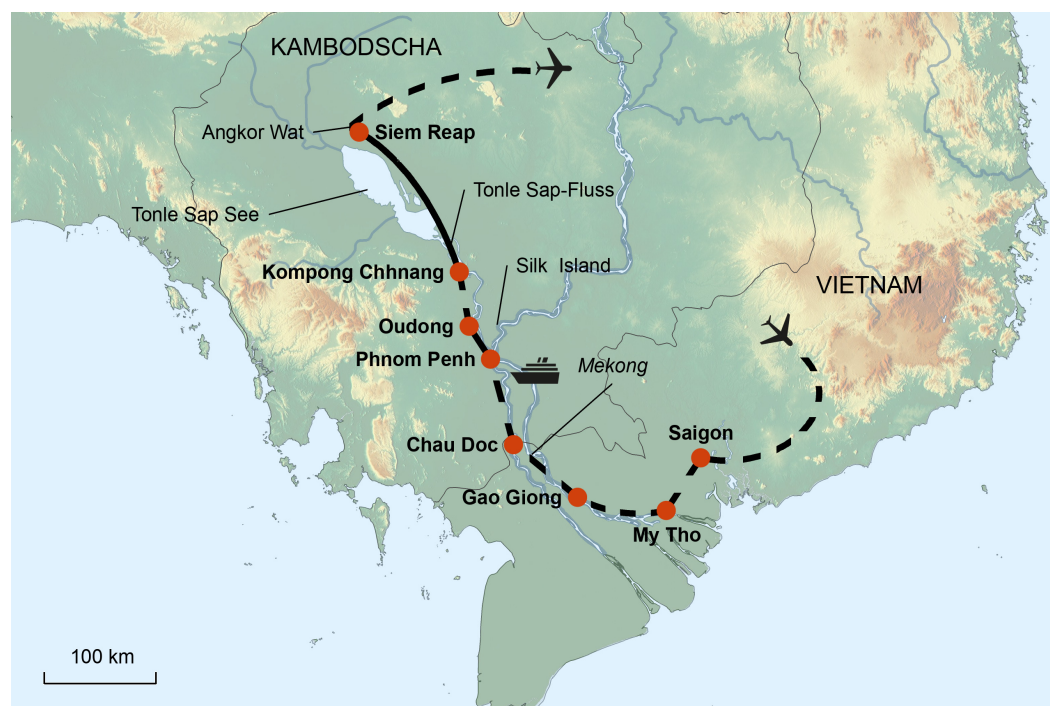 KAMBODSCHA
Angkor Wat
Siem Reap
Tonle Sap-Fluss
Tonle Sap See
Silk Island
Kompong Chhnang
VIETNAM
Oudong
Phnom Penh
Mekong
Saigon
Chau Doc
Gao Giong
My Tho
100 km